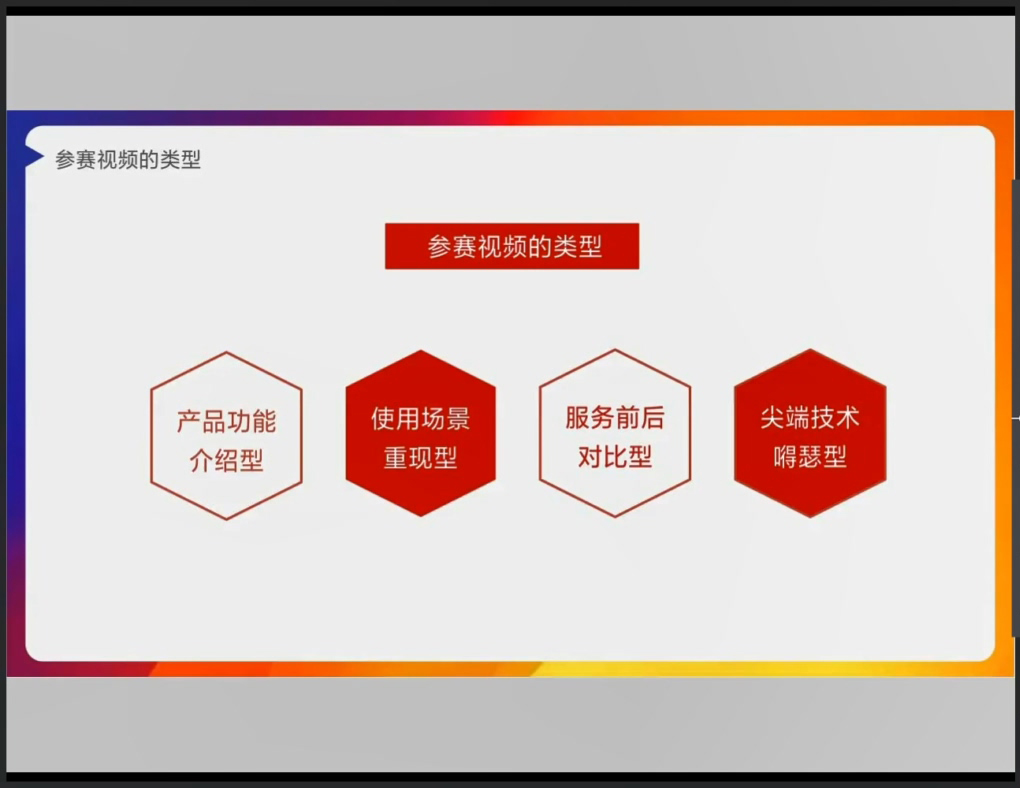 参赛视频的类型
参赛视频的类型
产品功能
介绍型
使用场景
重现型
服务前后
对比型
尖端技术
嘚瑟型